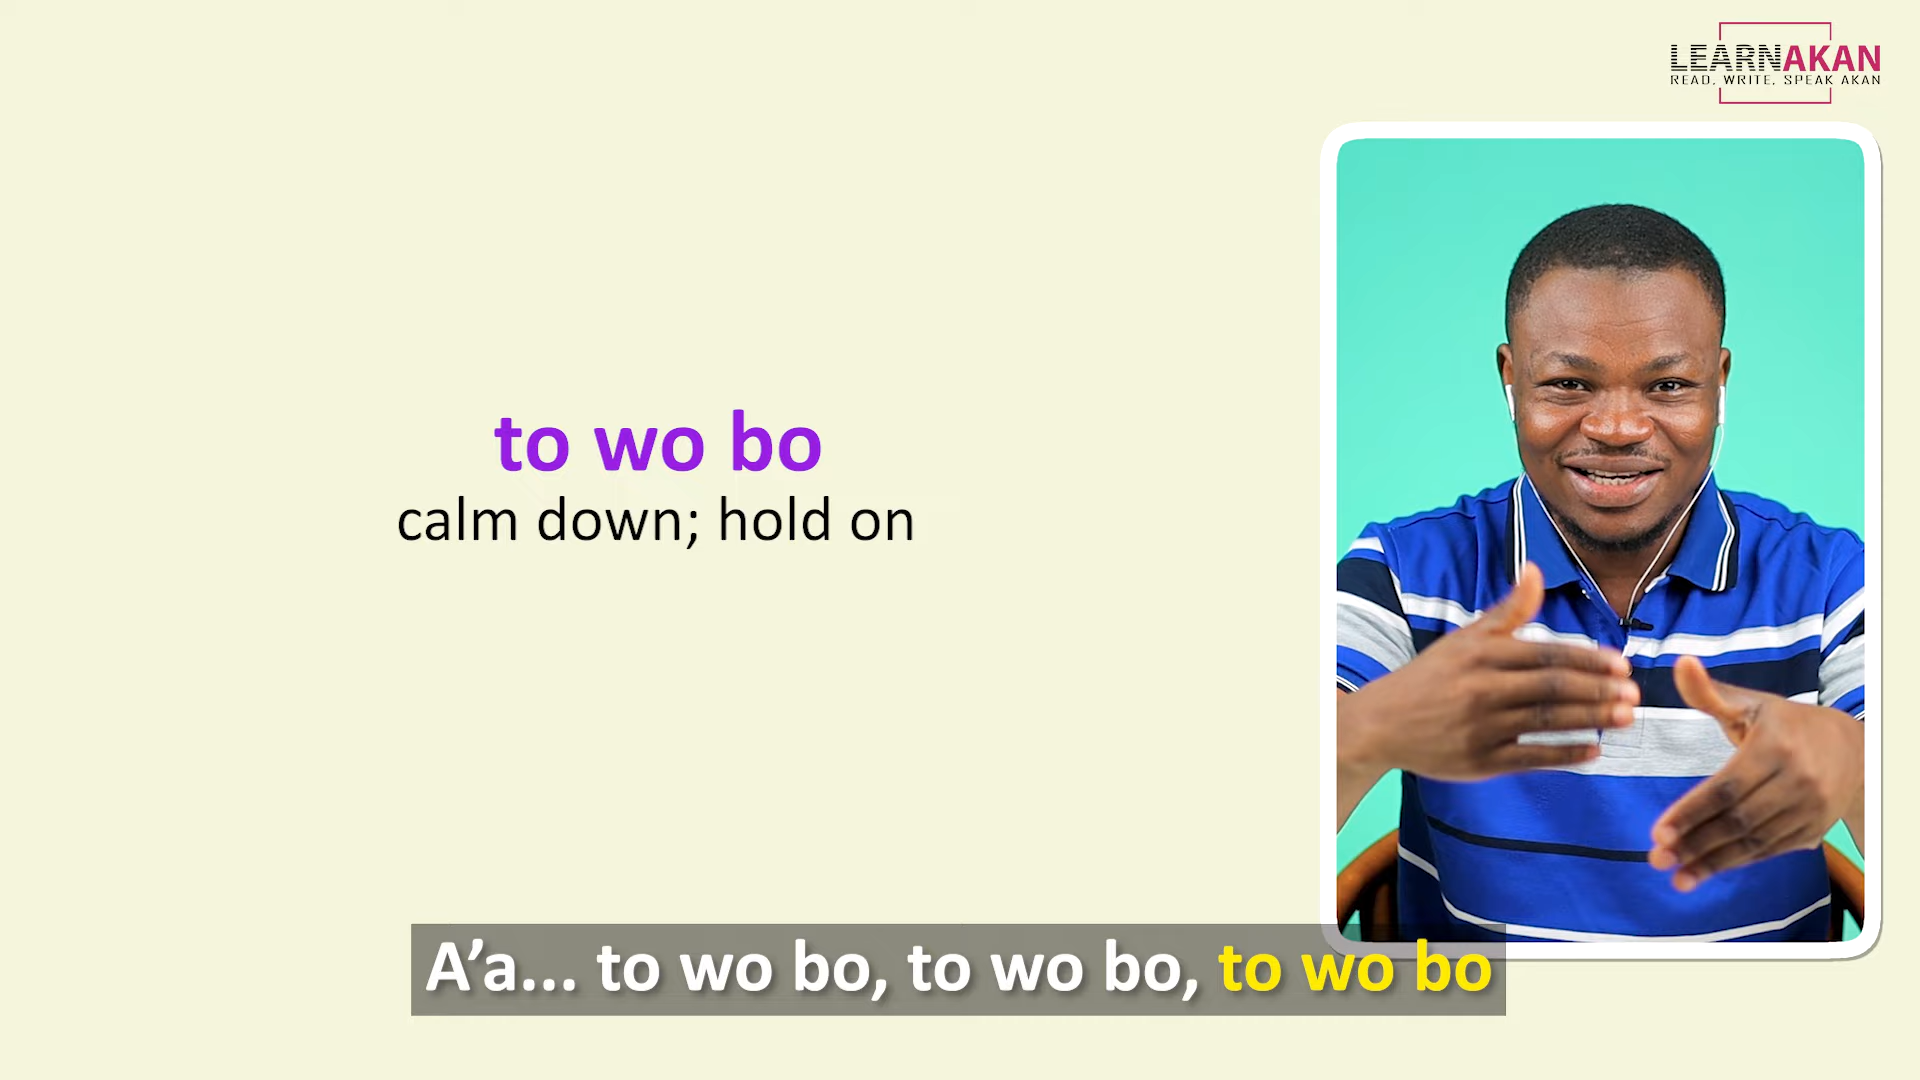 LEARNAKAN
READ, WRITE, SPEAK AKAN
to wo bo
calm down; hold on
A’a... to wo bo, to wo bo, to wo bo